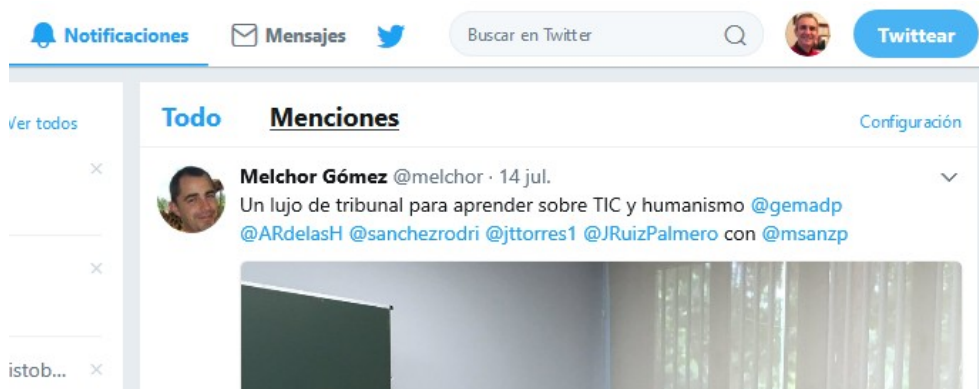 Notificaciones
Mensajes
Buscar en Twitter
Twittear
Ver todos
Todo
Menciones
Configuración
Melchor Gómez @melchor · 14 jul.
Un lujo de tribunal para aprender sobre TIC y humanismo @gemadp
@ARdelasH @sanchezrodri @jttorres1 @JRuizPalmero con @msanzp
istob...